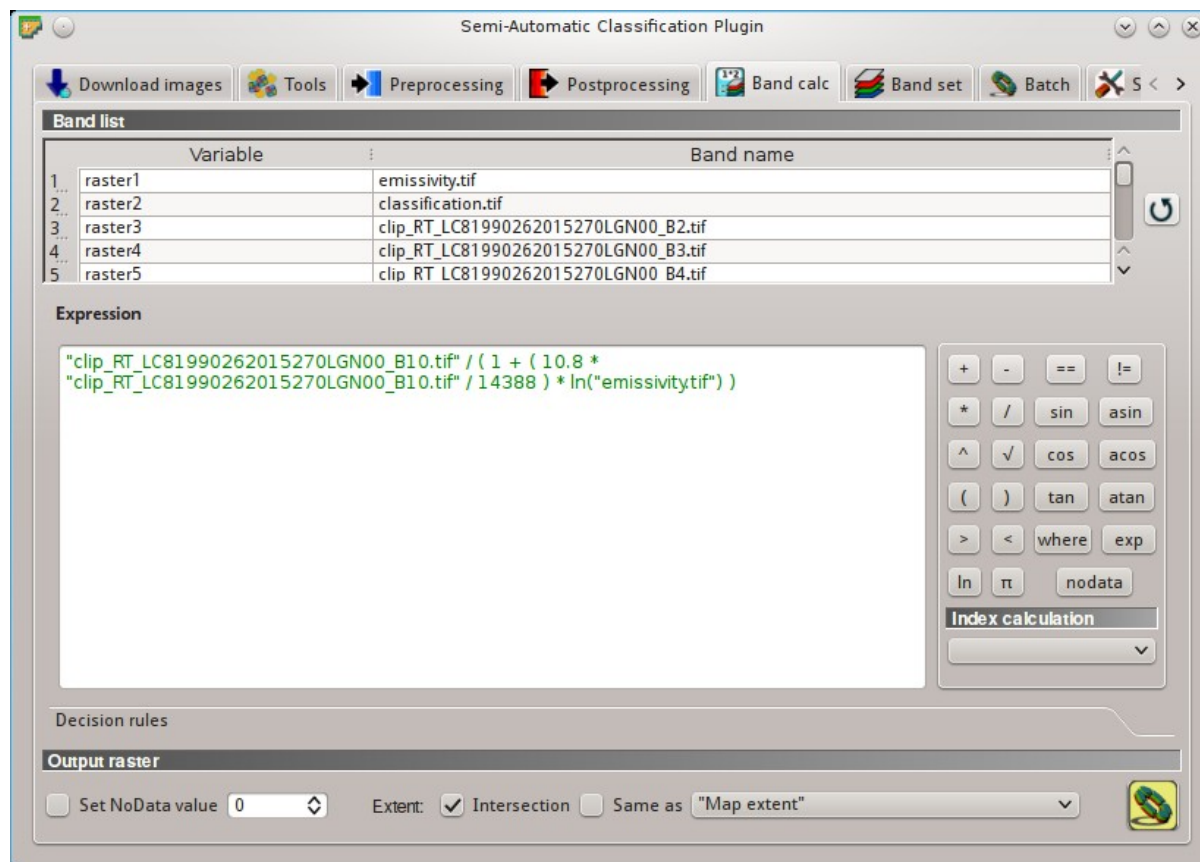 Semi-Automatic Classification Plugin
Download images Tools Preprocessing Postprocessing Band calc Band set Batch S < >
Band list
Variable Band name
1... raster1 emissivity.tif
2... raster2 classification.tif
3... raster3 clip_RT_LC81990262015270LGN00_B2.tif
4... raster4 clip_RT_LC81990262015270LGN00_B3.tif
5 raster5 clip_RT_LC81990262015270LGN00_B4.tif
Expression
"clip_RT_LC81990262015270LGN00_B10.tif" / ( 1 + ( 10.8 *
"clip_RT_LC81990262015270LGN00_B10.tif" / 14388 ) * ln("emissivity.tif") )
+ - == !=
* / sin asin
^ √ cos acos
( ) tan atan
> < where exp
ln π nodata
Index calculation
Decision rules
Output raster
Set NoData value 0 Extent: Intersection Same as "Map extent"